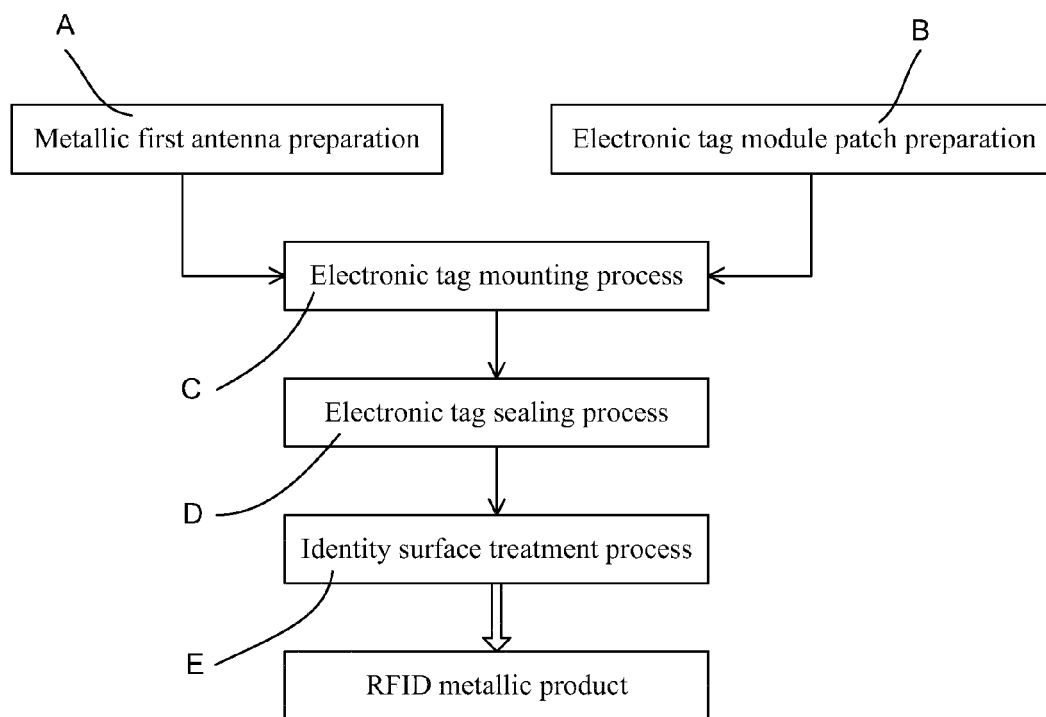 A
B
Metallic first antenna preparation
Electronic tag module patch preparation
Electronic tag mounting process
C
Electronic tag sealing process
D
Identity surface treatment process
E
RFID metallic product